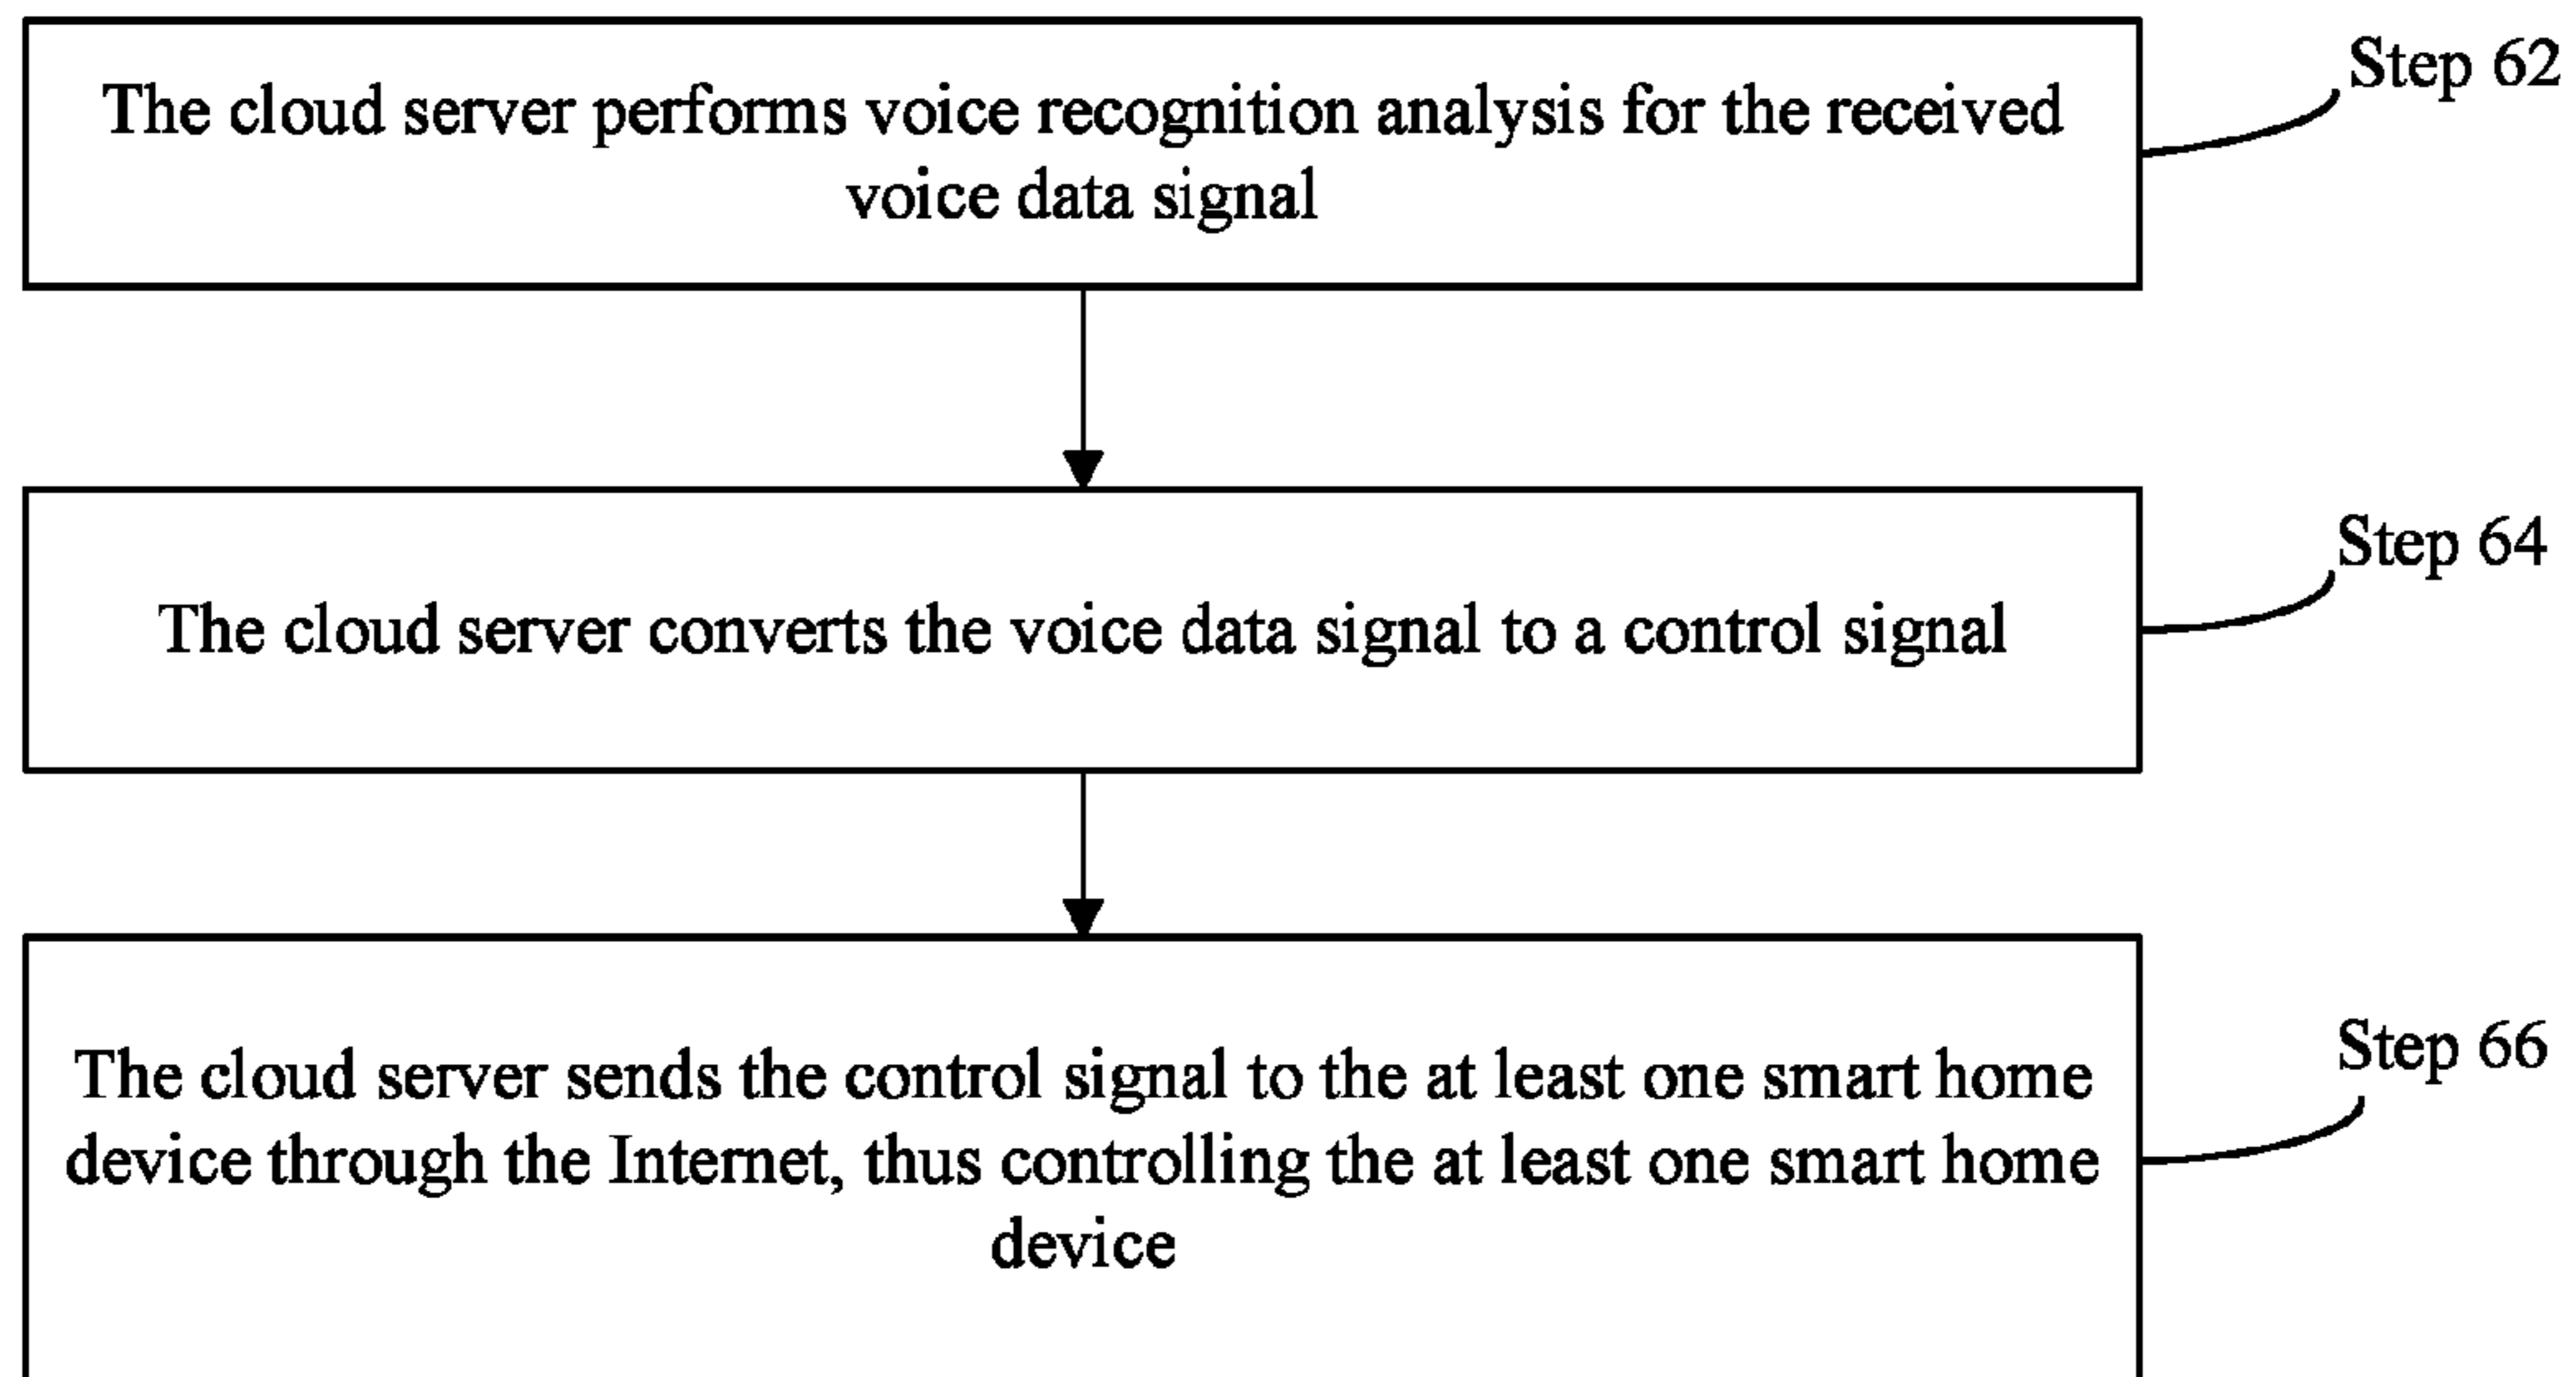 The cloud server performs voice recognition analysis for the received
voice data signal
Step 62
The cloud server converts the voice data signal to a control signal
Step 64
The cloud server sends the control signal to the at least one smart home
device through the Internet, thus controlling the at least one smart home
device
Step 66